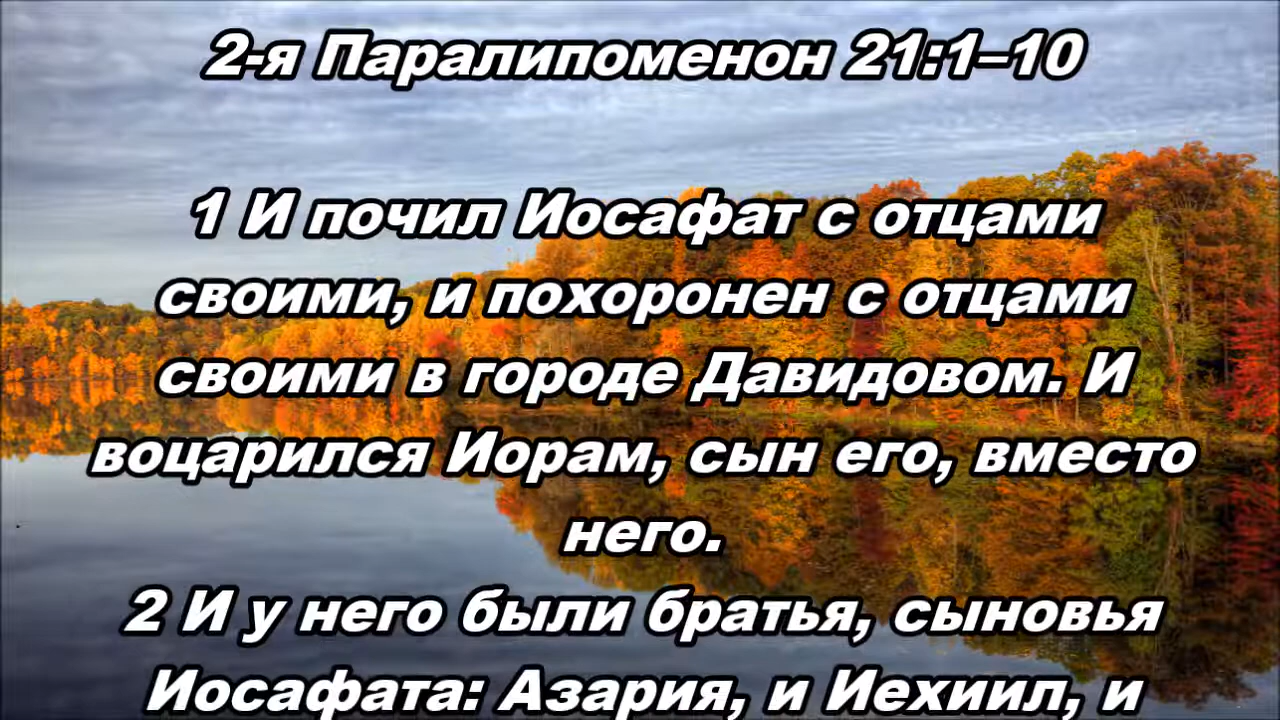 2-я Паралипоменон 21:1–10
1 И почил Иосафат с отцами
своими, и похоронен с отцами
своими в городе Давидовом. И
воцарился Иорам, сын его, вместо
него.
2 И у него были братья, сыновья
Иосафата: Азария, и Иехиил, и